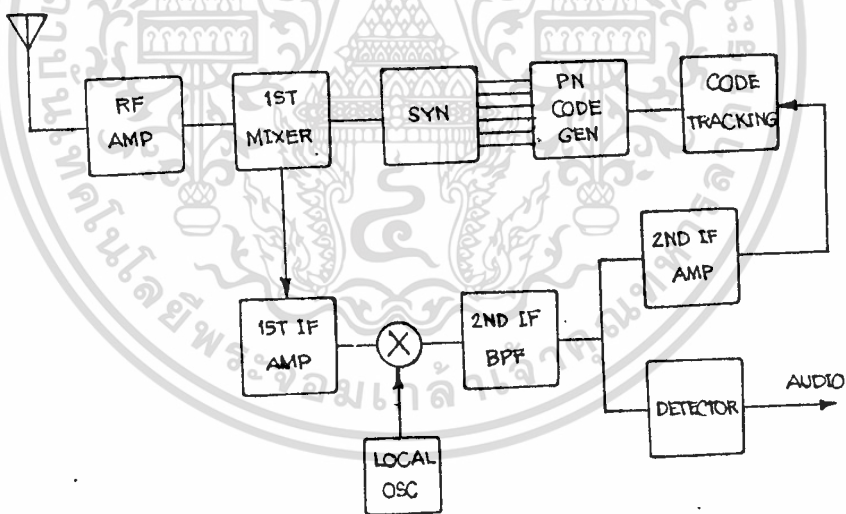 RF
AMP
1ST
MIXER
SYN
PN
CODE
GEN
CODE
TRACKING
2ND IF
AMP
1ST IF
AMP
2ND IF
BPF
DETECTOR
AUDIO
LOCAL
OSC